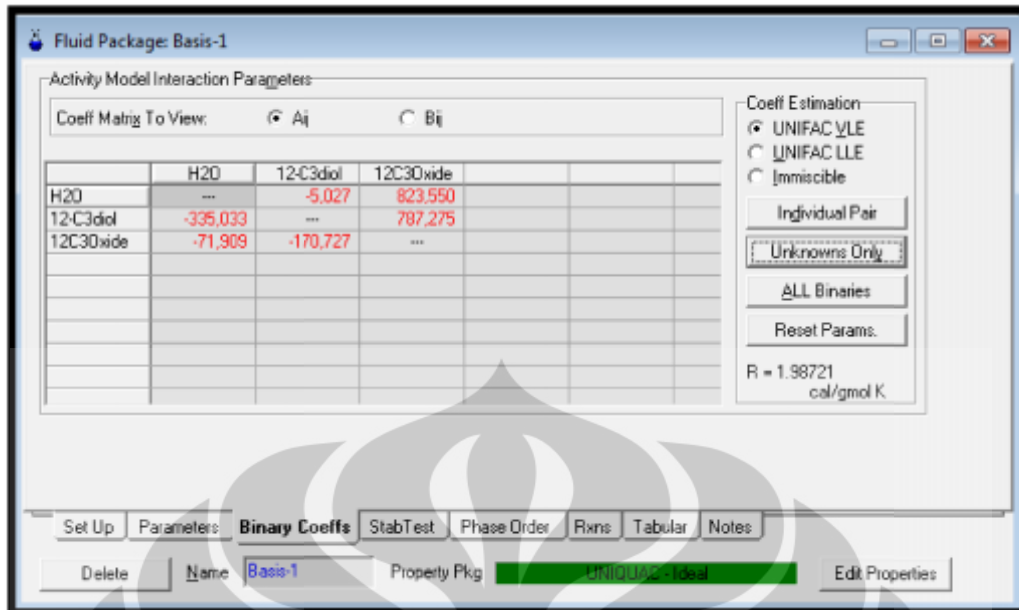 Fluid Package: Basis-1
Activity Model Interaction Parameters
Coeff Matrix To View: Aij Bij
H2O 12-C3diol 12C3Oxide
H2O --- -5,027 823,550
12-C3diol -335,033 --- 787,275
12C3Oxide -71,909 -170,727 ---
Coeff Estimation
UNIFAC VLE
UNIFAC LLE
Immiscible
Individual Pair
Unknowns Only
ALL Binaries
Reset Params.
R = 1.98721
cal/gmol K
Set Up Parameters Binary Coeffs StabTest Phase Order Rxns Tabular Notes
Delete Name Basis-1 Property Pkg UNIQUAC - Ideal Edit Properties